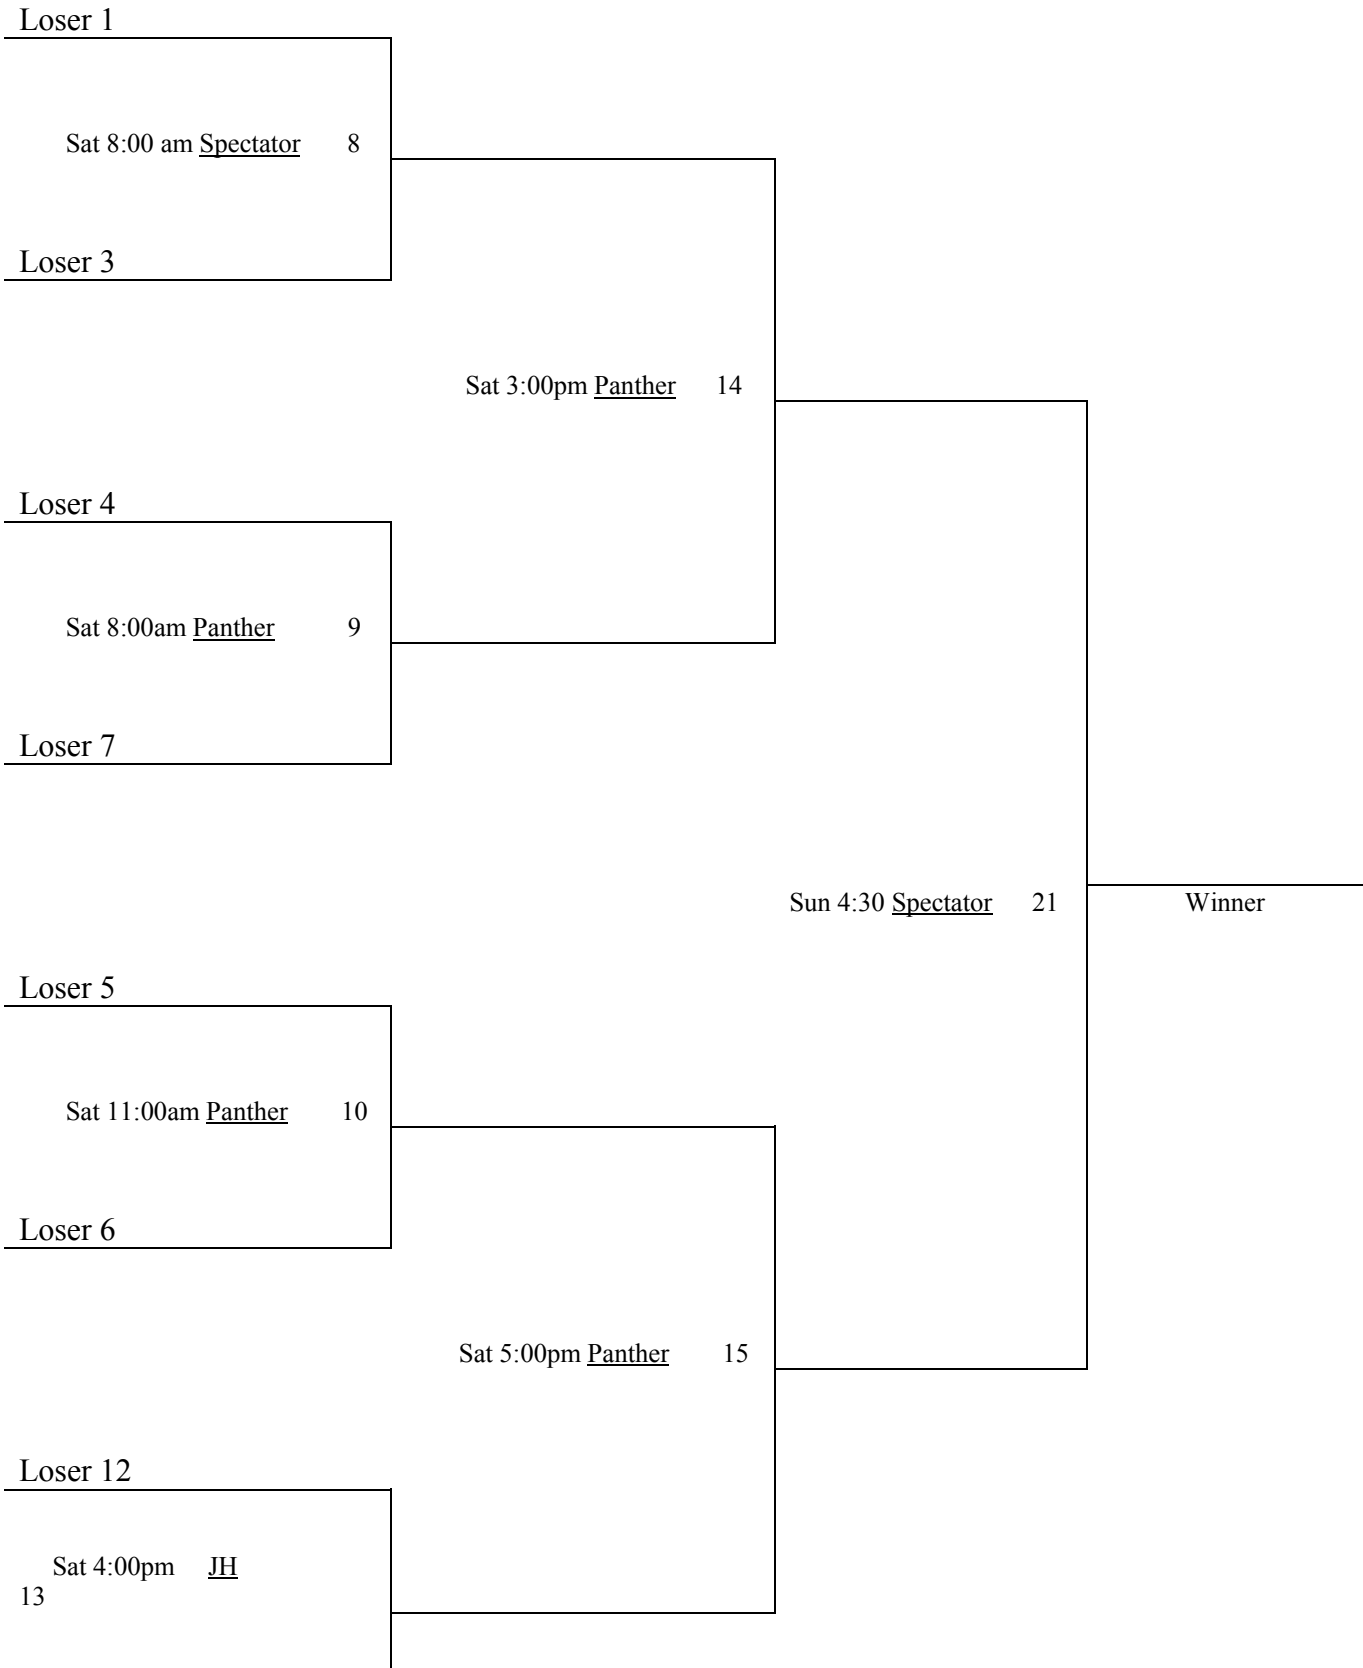 Loser 1
Sat 8:00 am Spectator 8
Loser 3
Sat 3:00pm Panther 14
Loser 4
Sat 8:00am Panther 9
Loser 7
Sun 4:30 Spectator 21
Winner
Loser 5
Sat 11:00am Panther 10
Loser 6
Sat 5:00pm Panther 15
Loser 12
Sat 4:00pm JH
13